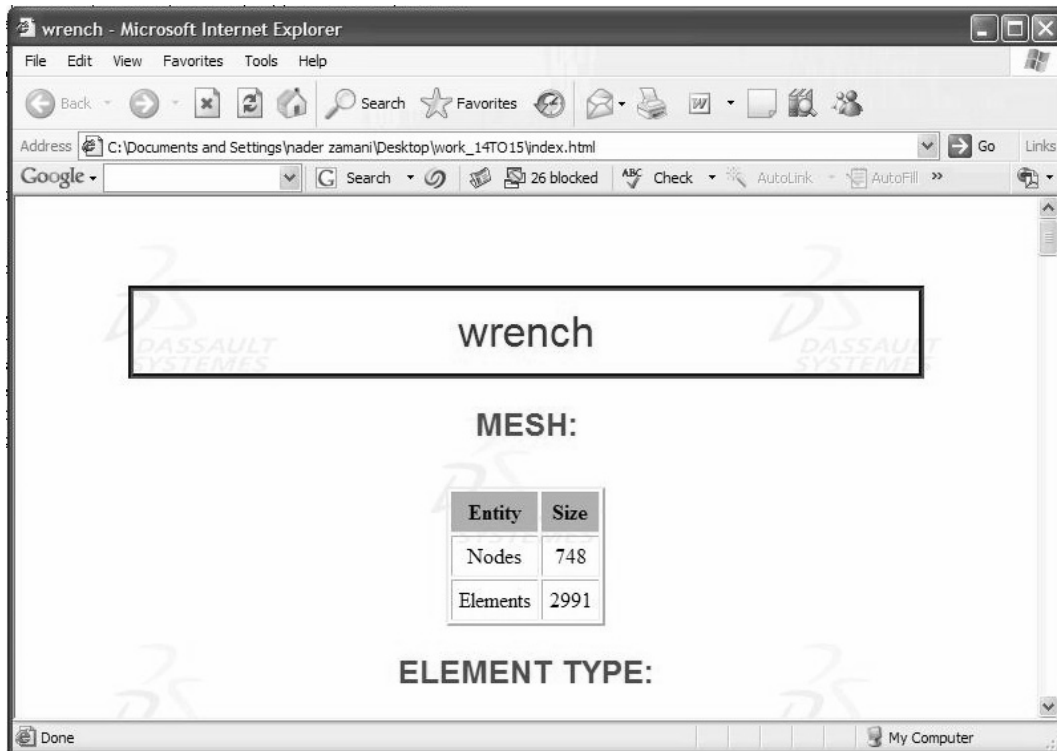 wrench - Microsoft Internet Explorer
File Edit View Favorites Tools Help
Back Search Favorites
Address C:\Documents and Settings\nader zamani\Desktop\work_14TO15\index.html Go Links
Google Search 26 blocked ABC Check AutoLink AutoFill »
wrench
DASSAULT
SYSTEMES
DASSAULT
SYSTEMES
MESH:
Entity Size
Nodes 748
Elements 2991
ELEMENT TYPE:
Done My Computer